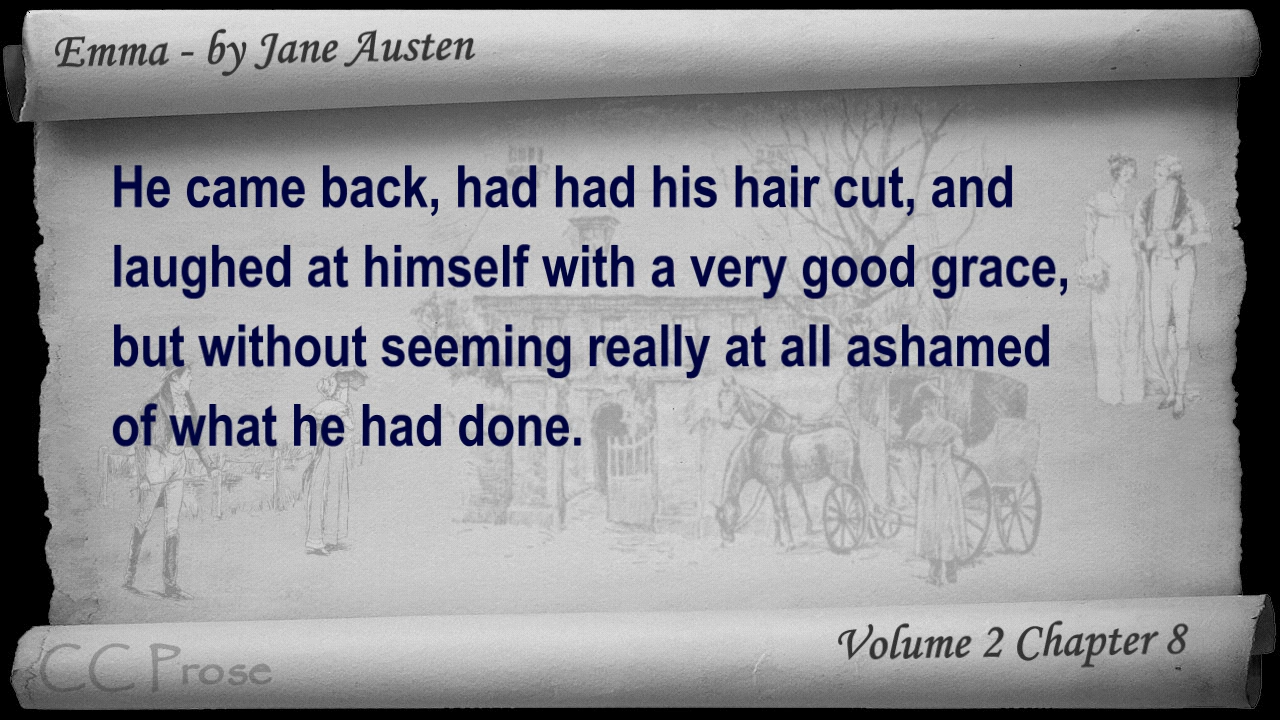 Emma - by Jane Austen
He came back, had had his hair cut, and
laughed at himself with a very good grace,
but without seeming really at all ashamed
of what he had done.
Volume 2 Chapter 8
CC Prose